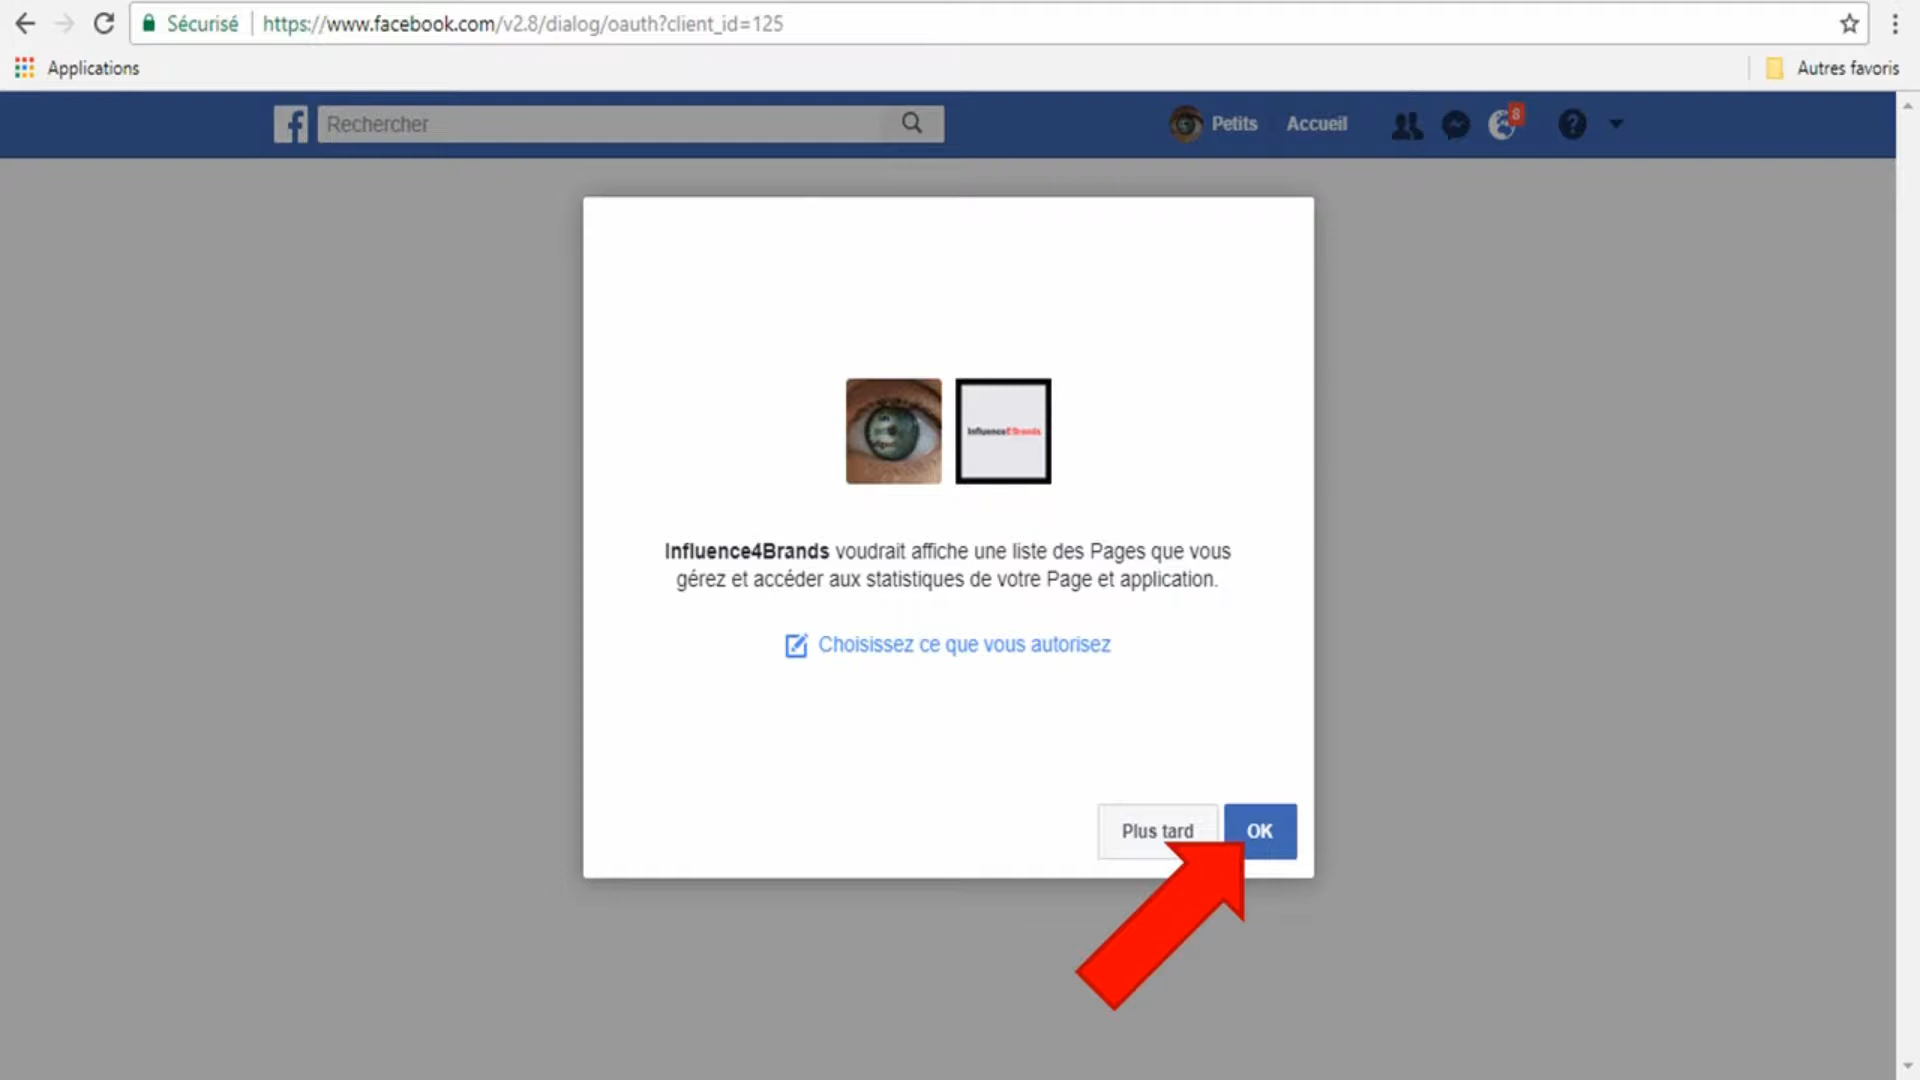 Sécurisé https://www.facebook.com/v2.8/dialog/oauth?client_id=125
Applications
Autres favoris
Rechercher
Petits Accueil
8
Influence4Brands
Influence4Brands voudrait affiche une liste des Pages que vous
gérez et accéder aux statistiques de votre Page et application.
Choisissez ce que vous autorisez
Plus tard
OK